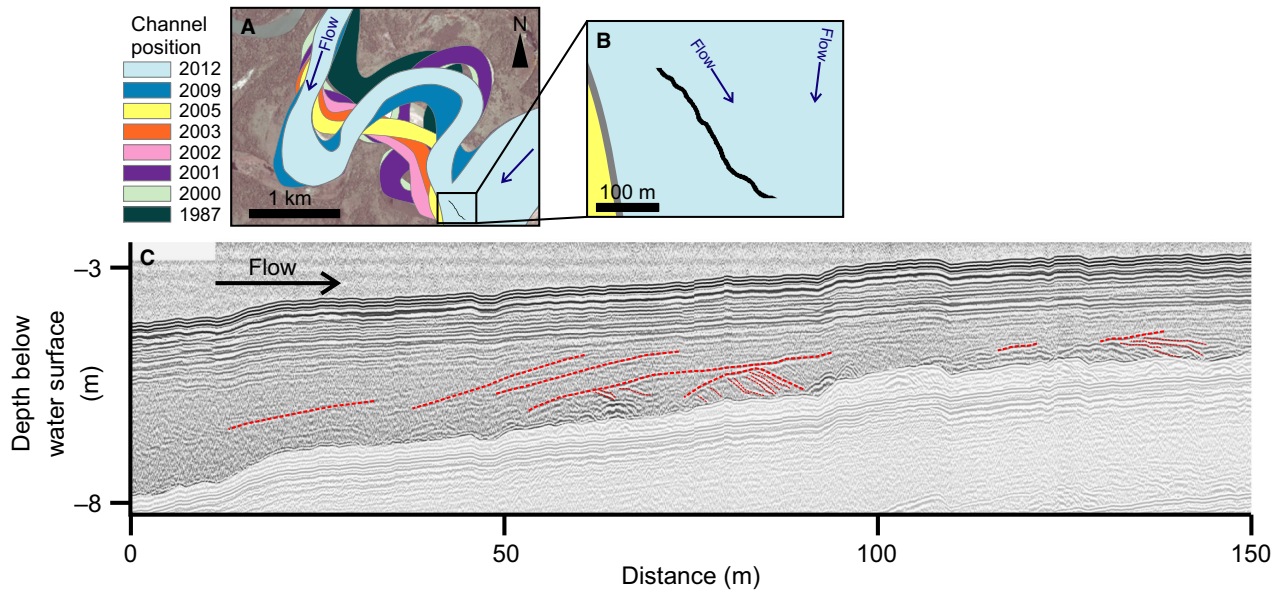 Channel
position
2012
2009
2005
2003
2002
2001
2000
1987
A
Flow
N
1 km
B
Flow
Flow
100 m
C
Flow
Depth below
water surface
(m)
–3
–8
0
50
100
150
Distance (m)